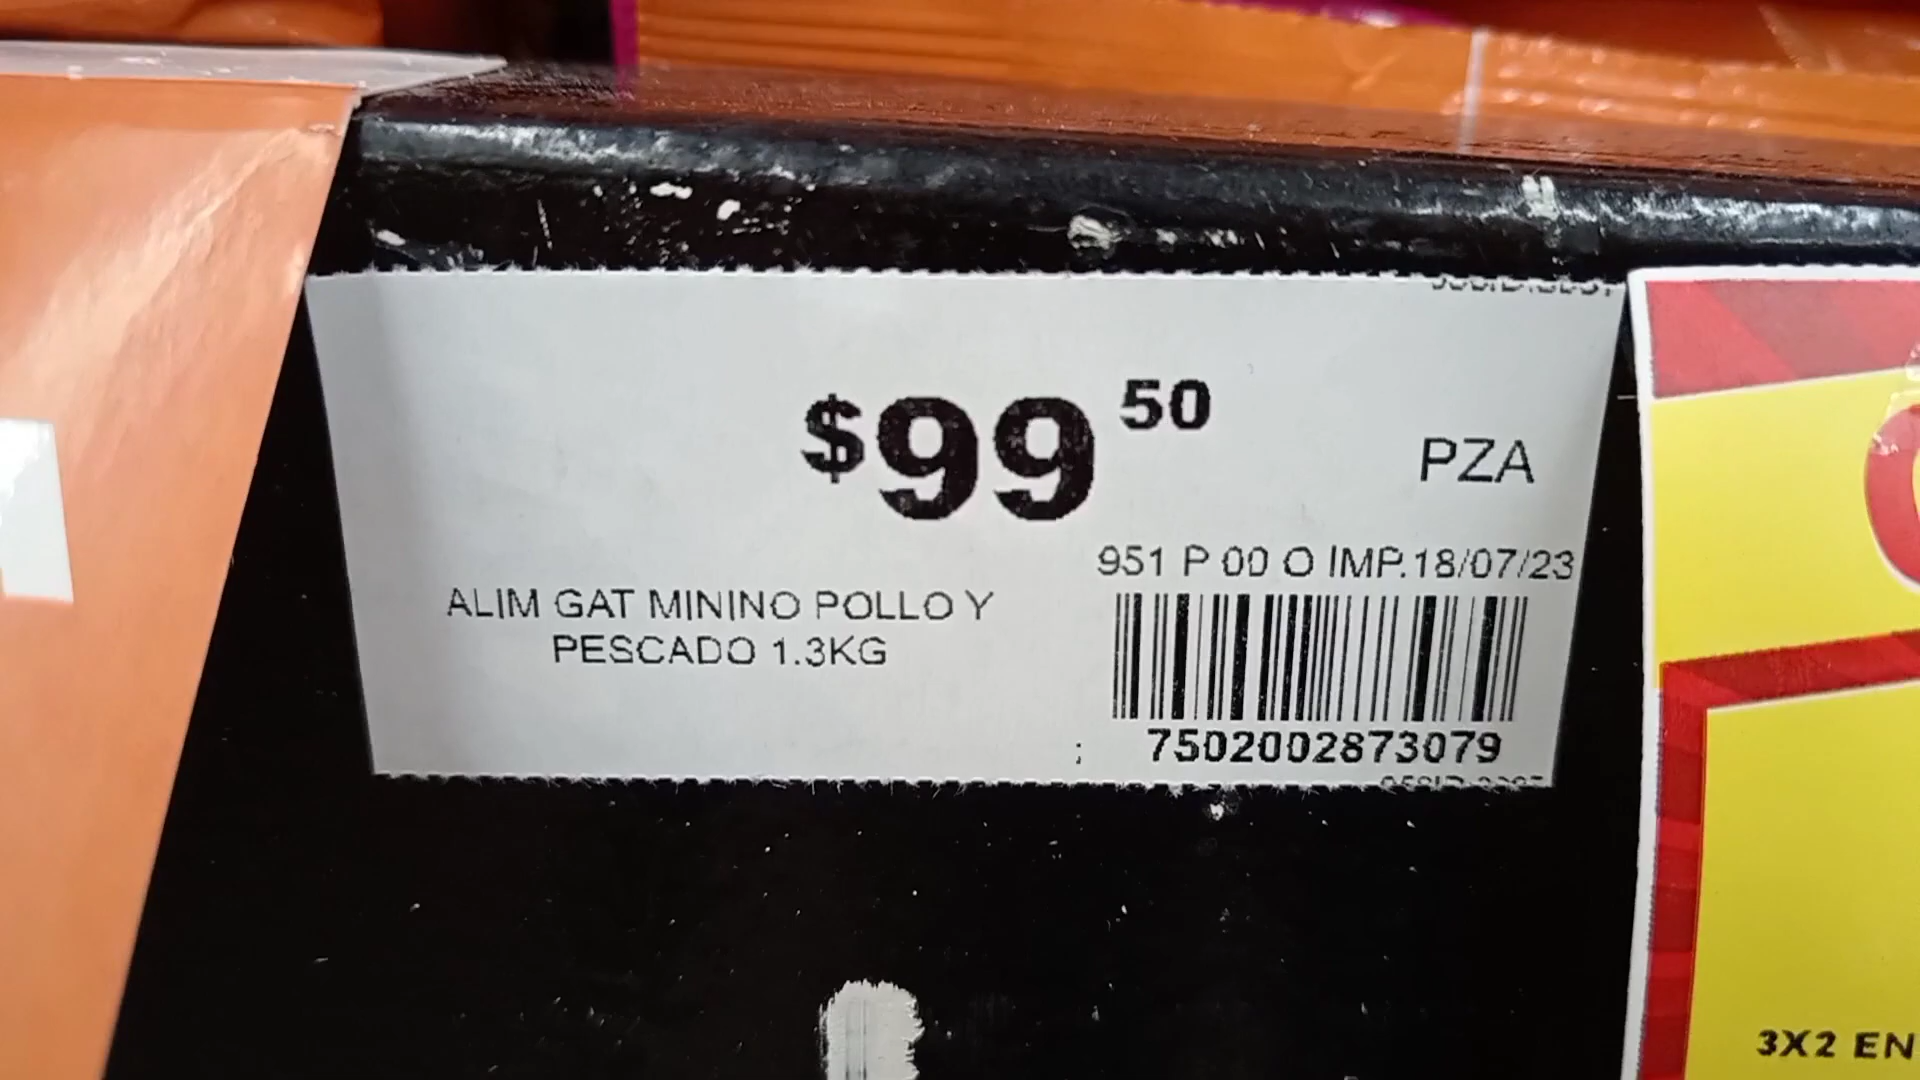 $99 50
PZA
951 P 00 O IMP.18/07/23
ALIM GAT MININO POLLO Y
PESCADO 1.3KG
7502002873079
3X2 EN